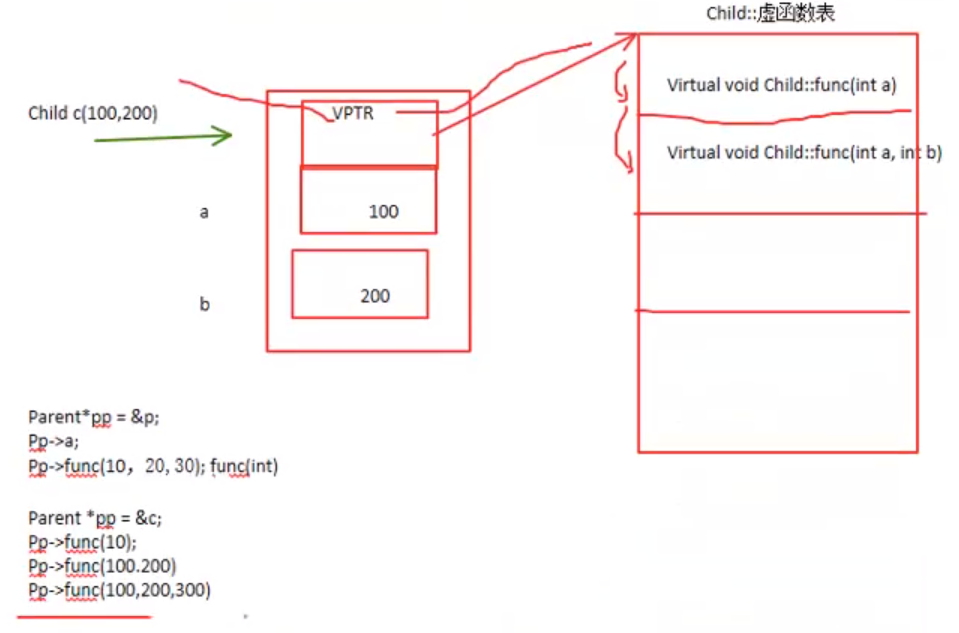 Child::虚函数表
Virtual void Child::func(int a)
Child c(100,200)
VPTR
Virtual void Child::func(int a, int b)
a
100
b
200
Parent*pp = &p;
Pp->a;
Pp->func(10，20, 30); func(int)
Parent *pp = &c;
Pp->func(10);
Pp->func(100.200)
Pp->func(100,200,300)